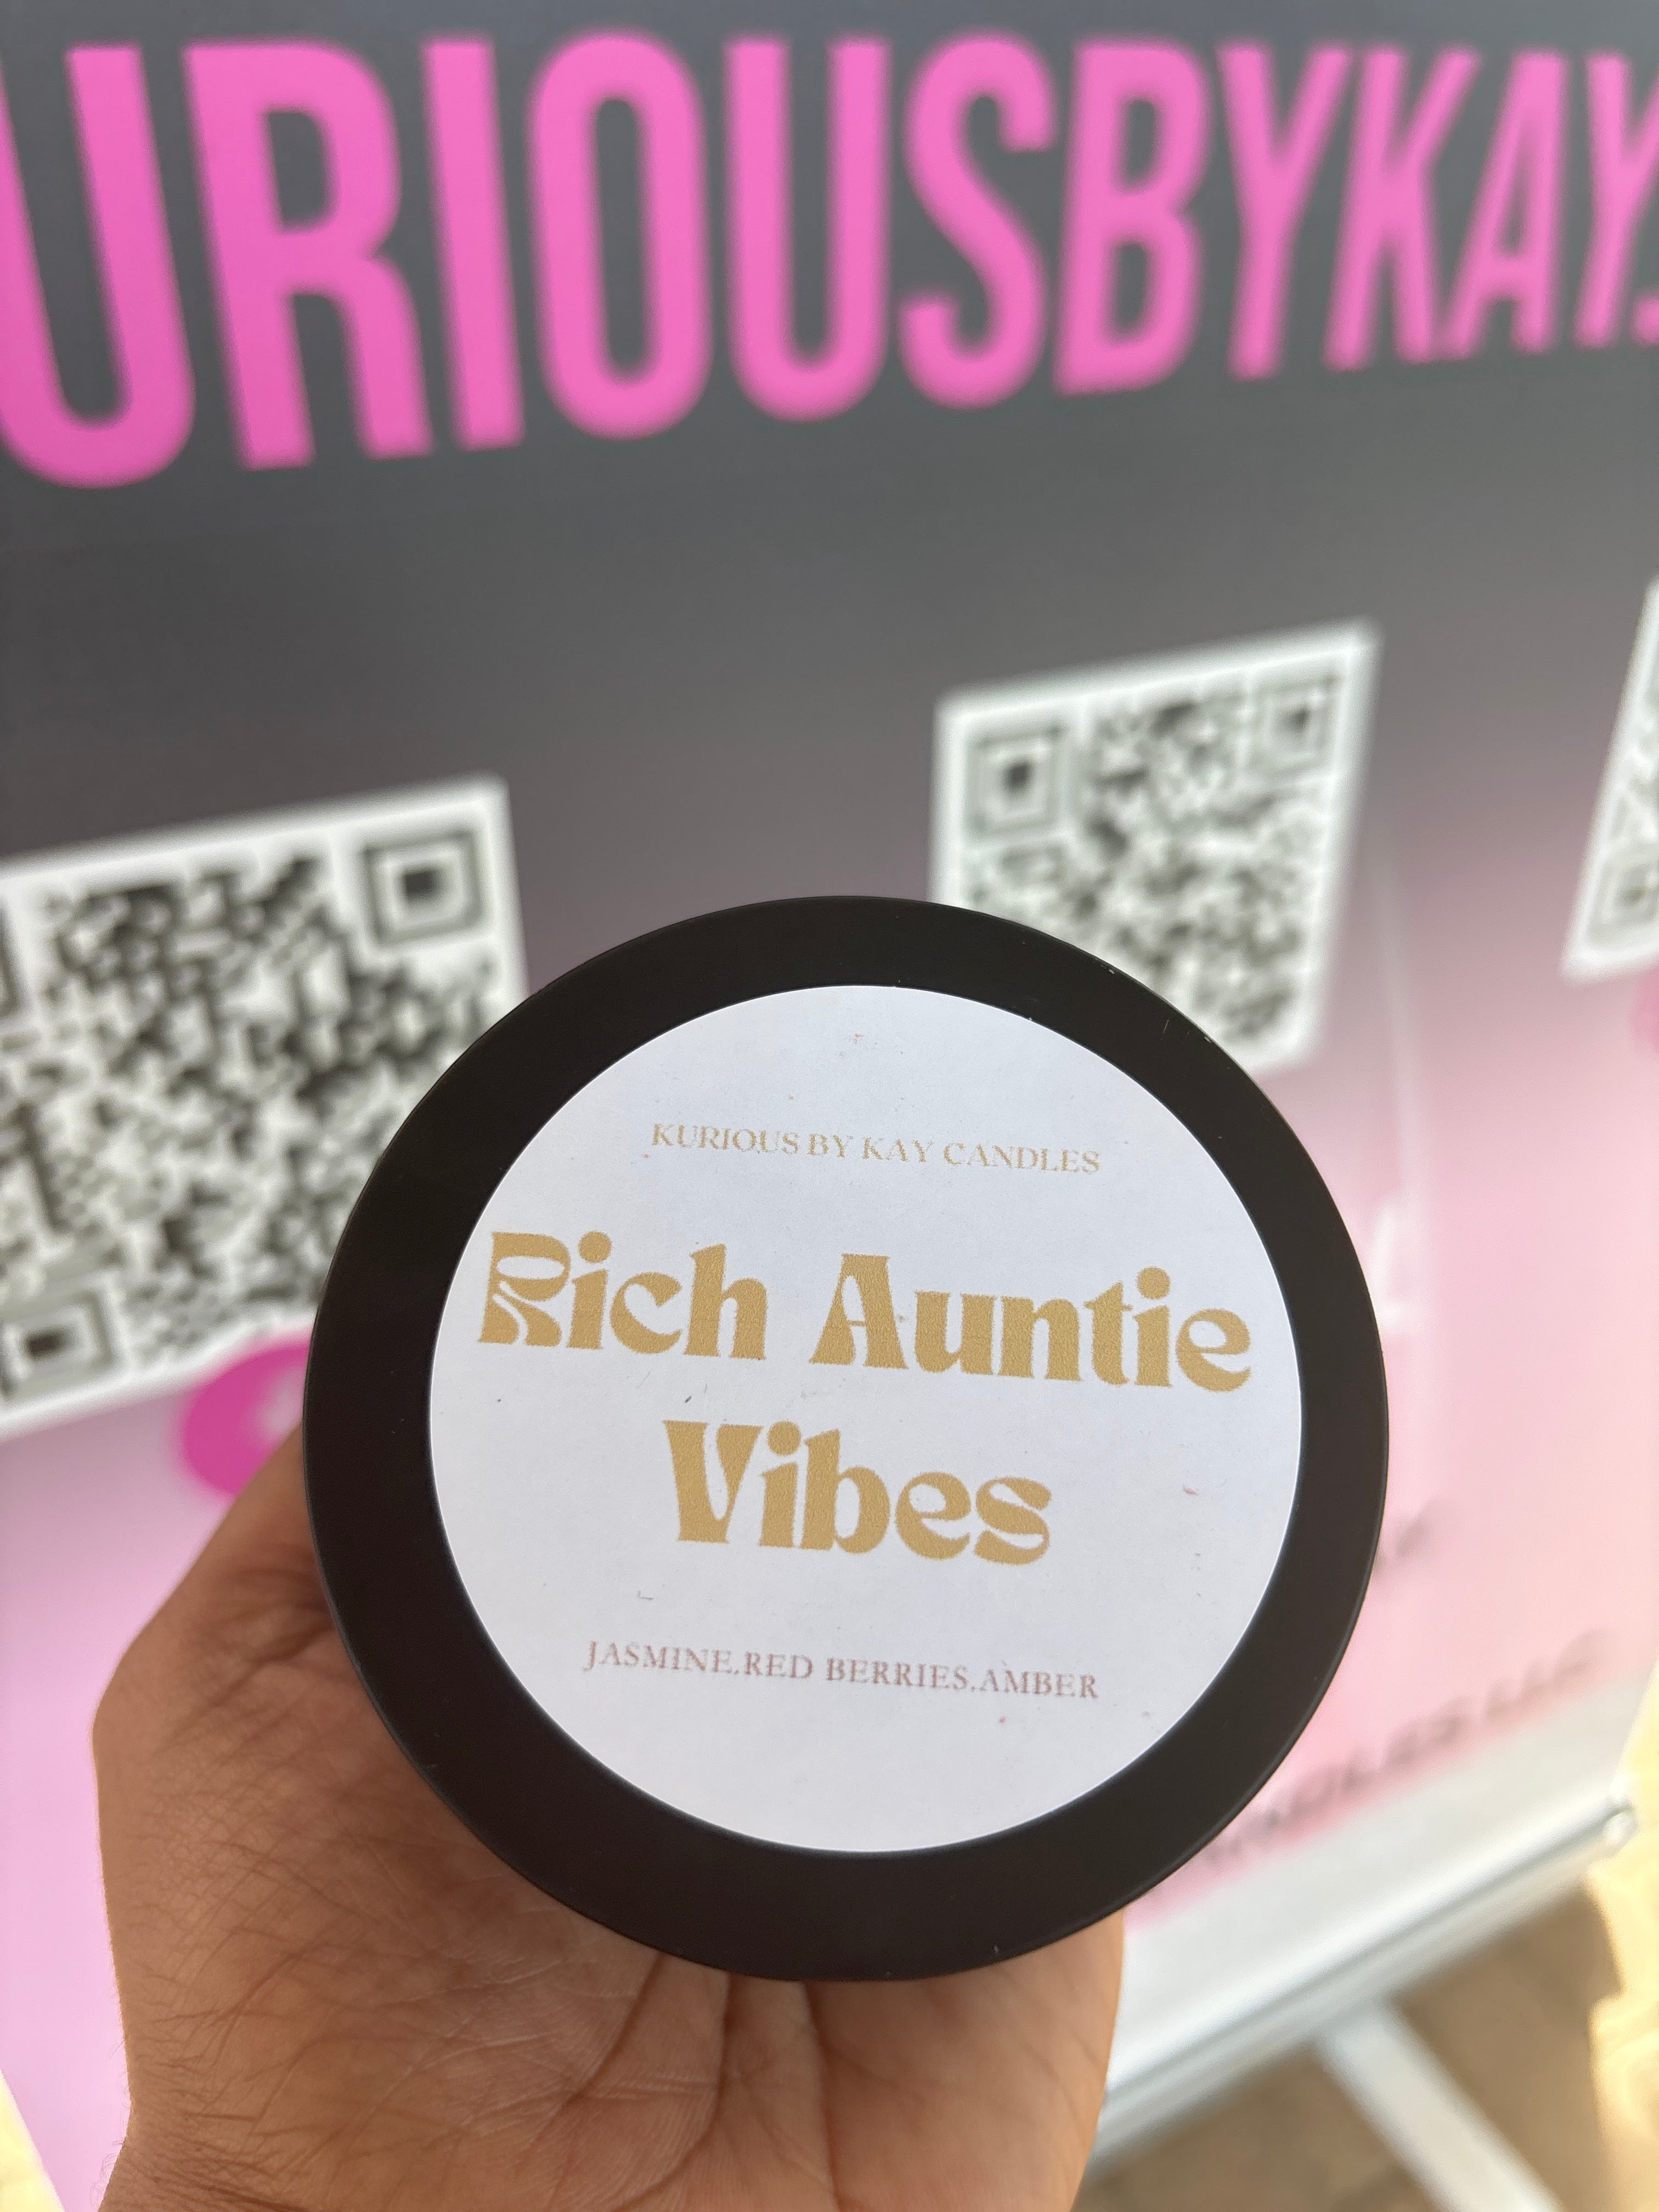 URIOUSBYKAY.
KURIOUS BY KAY CANDLES
Rich Auntie
Vibes
JASMINE.RED BERRIES.AMBER